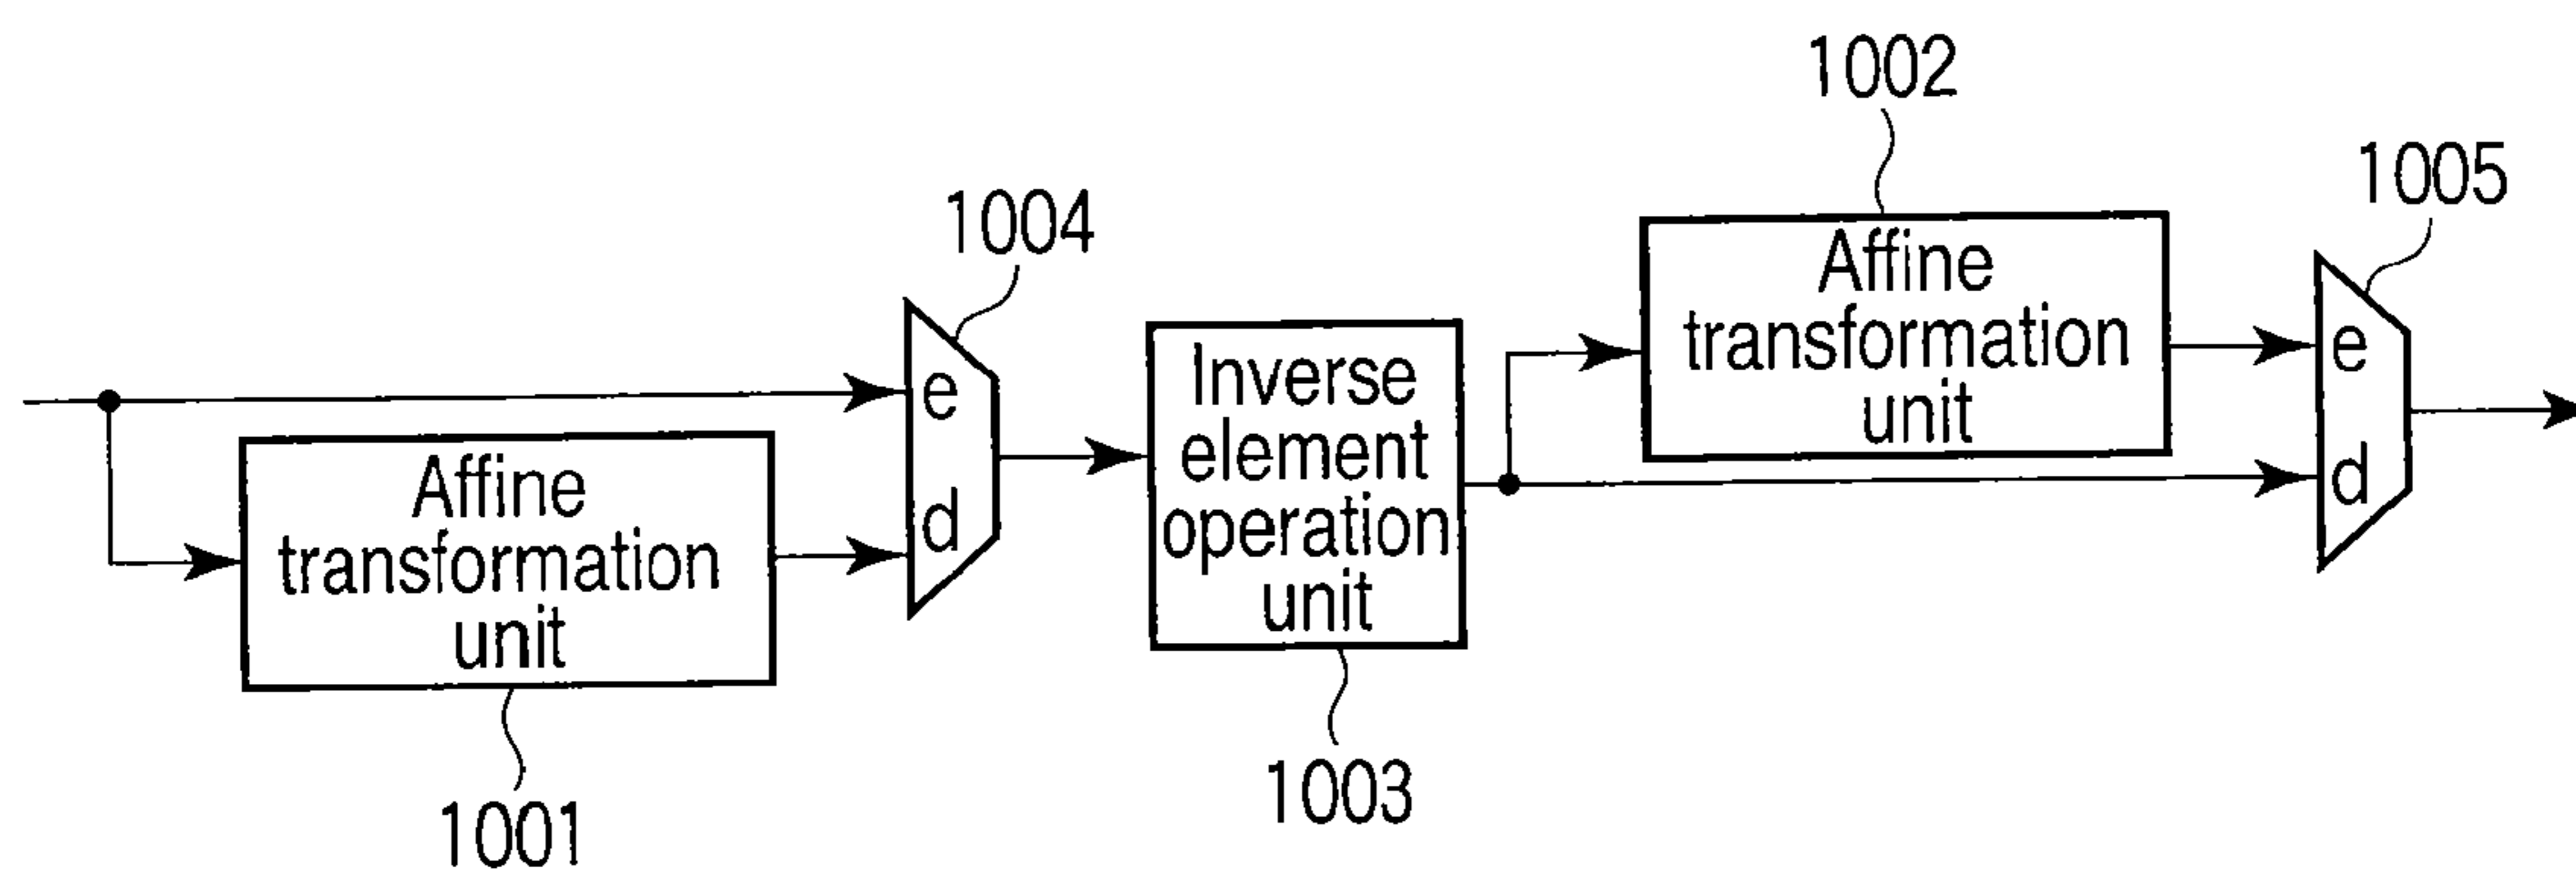 1002
1005
1004
Affine
transformation
unit
e
d
Inverse
element
operation
unit
e
d
Affine
transformation
unit
1003
1001